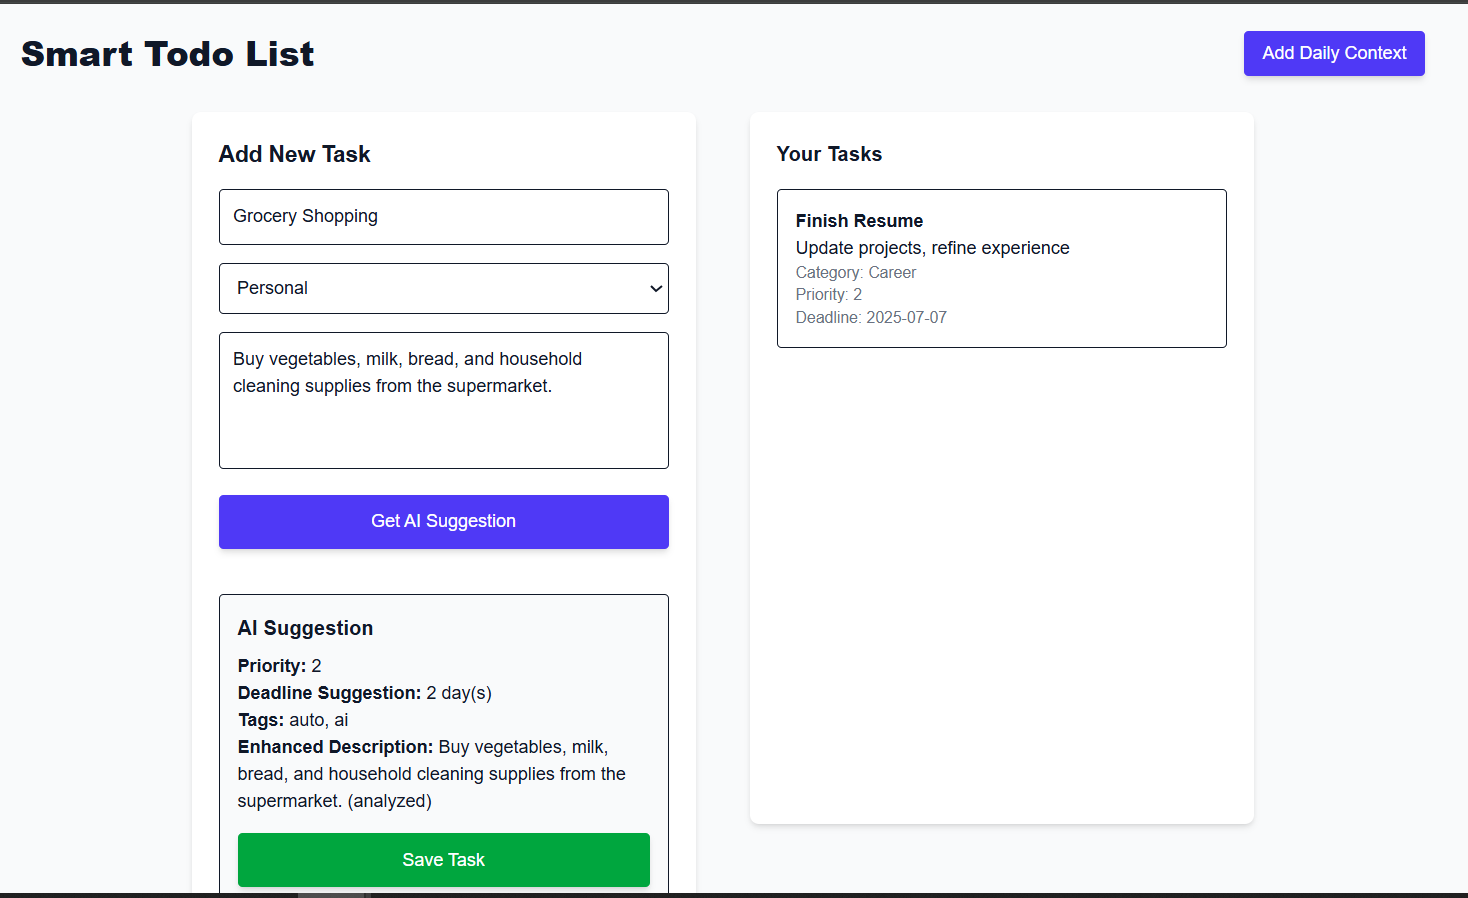 Smart Todo List
Add Daily Context
Add New Task
Grocery Shopping
Personal
Buy vegetables, milk, bread, and household
cleaning supplies from the supermarket.
Get AI Suggestion
AI Suggestion
Priority: 2
Deadline Suggestion: 2 day(s)
Tags: auto, ai
Enhanced Description: Buy vegetables, milk,
bread, and household cleaning supplies from the
supermarket. (analyzed)
Save Task
Your Tasks
Finish Resume
Update projects, refine experience
Category: Career
Priority: 2
Deadline: 2025-07-07